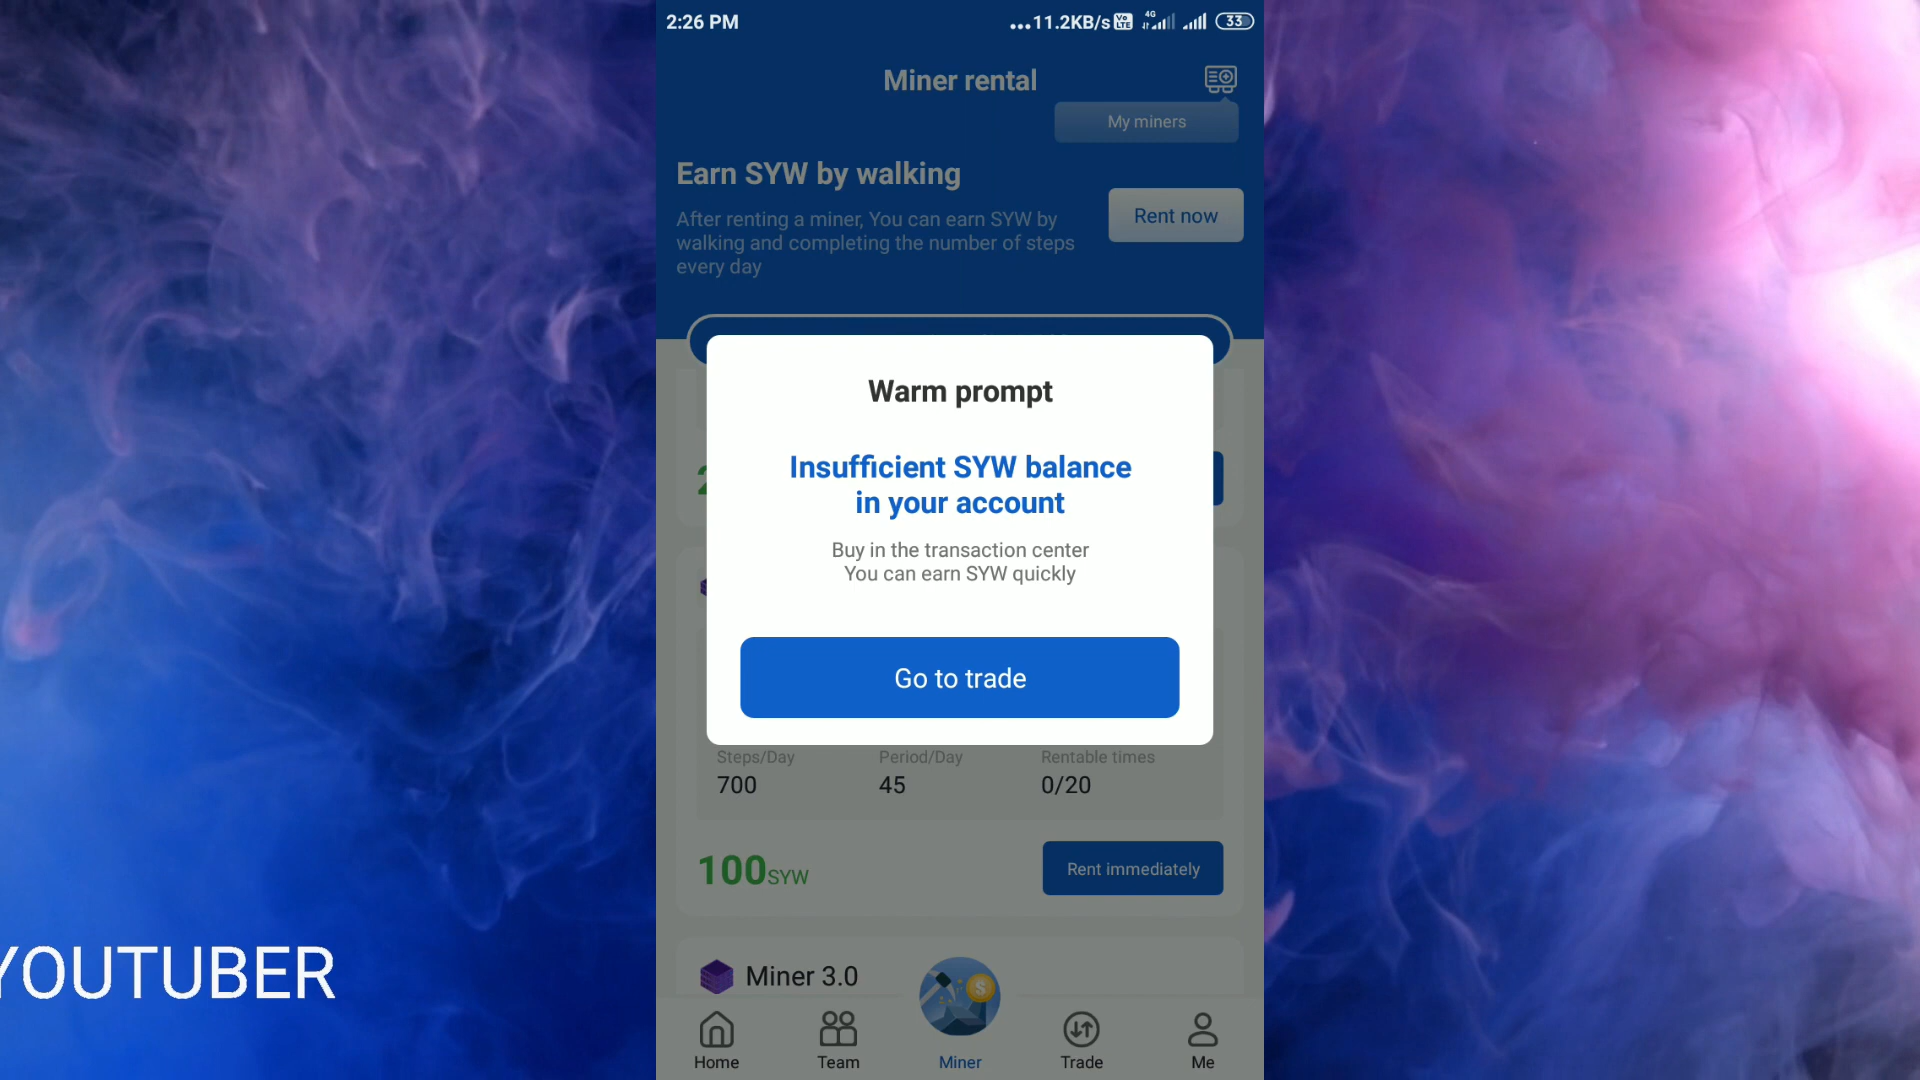 2:26 PM
...11.2KB/s Vo LTE 4G 33
Miner rental
My miners
Earn SYW by walking
After renting a miner, You can earn SYW by
walking and completing the number of steps
every day
Rent now
Warm prompt
Insufficient SYW balance
in your account
Buy in the transaction center
You can earn SYW quickly
Go to trade
Steps/Day Period/Day Rentable times
700 45 0/20
100SYW Rent immediately
YOUTUBER
Miner 3.0
Home Team Miner Trade Me